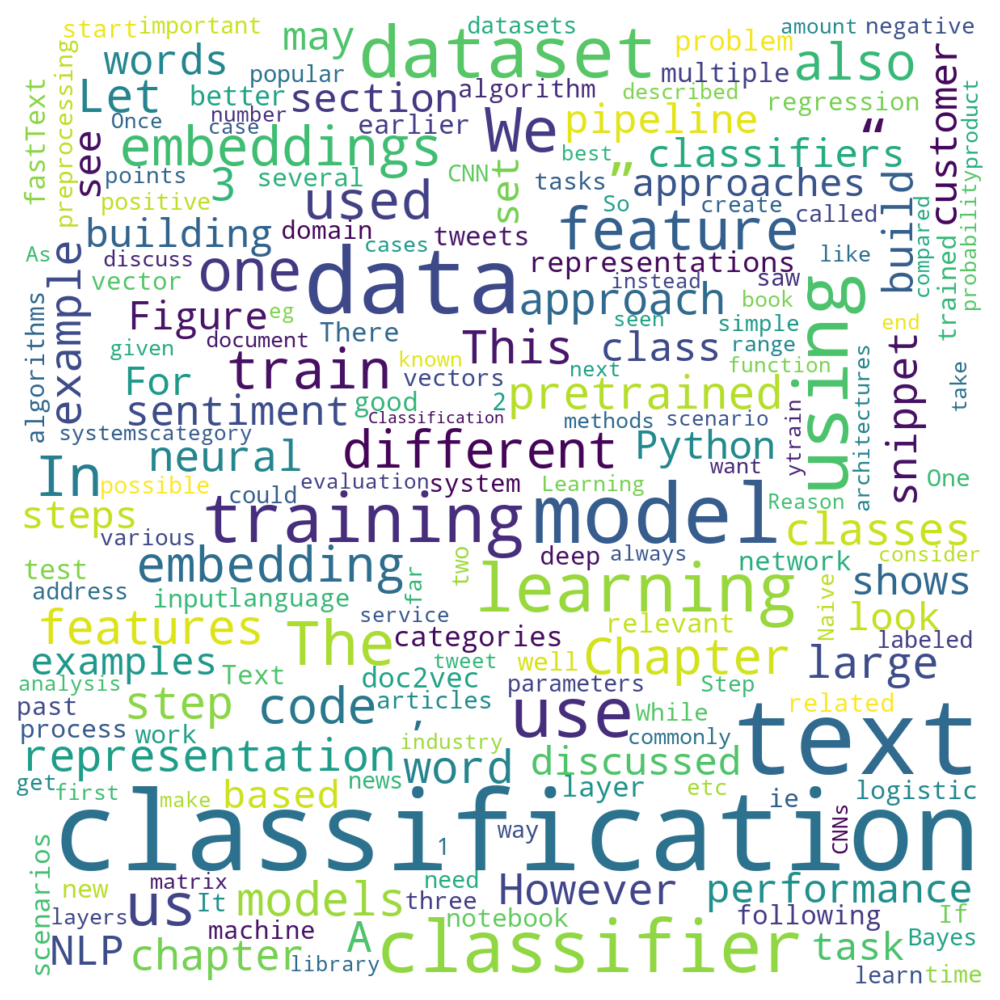 start important
datasets
amount negative
may
dataset
problem
also
words
popular
multiple
described
customer
preprocessing
fastText
see
Let
better
section
algorithm
We
pipeline
“
regression
product
Once
number
case
earlier
embeddings
CNN
best
”
classifiers
points
3
several
used
set
tasks
So
approaches
build
positive
create
called
compared
probability
As
building
domain
cases
tweets
feature
like
trained
example
discuss
one
data
representations
saw
using
vector
instead
book
algorithms
Figure
eg
There
approach
seen
simple
end
given
document
This
class
range
train
known
vectors
next
function
snippet
take
For
good
2
pretrained
architectures
sentiment
Classification
methods
scenario
ytrain
systems
category
neural
different
Python
want
In
possible
could
evaluation
system
Learning
Reason
One
steps
various
training
model
classes
test
embedding
far
two
deep
always
network
consider
address
input
language
learning
Naive
shows
features
The
service
relevant
look
labeled
examples
categories
tweet
well
Chapter
large
analysis
Text
doc2vec
parameters
Step
related
past
step
code
articles
,
use
While
text
process
work
industry
commonly
representation
word
discussed
get
first
make
based
news
layer
etc
ie
logistic
classification
1
way
CNNs
new
matrix
us
It
models
three
need
However
performance
scenarios
layers
notebook
following
If
NLP
machine
chapter
A
classifier
task
Bayes
library
learn
time